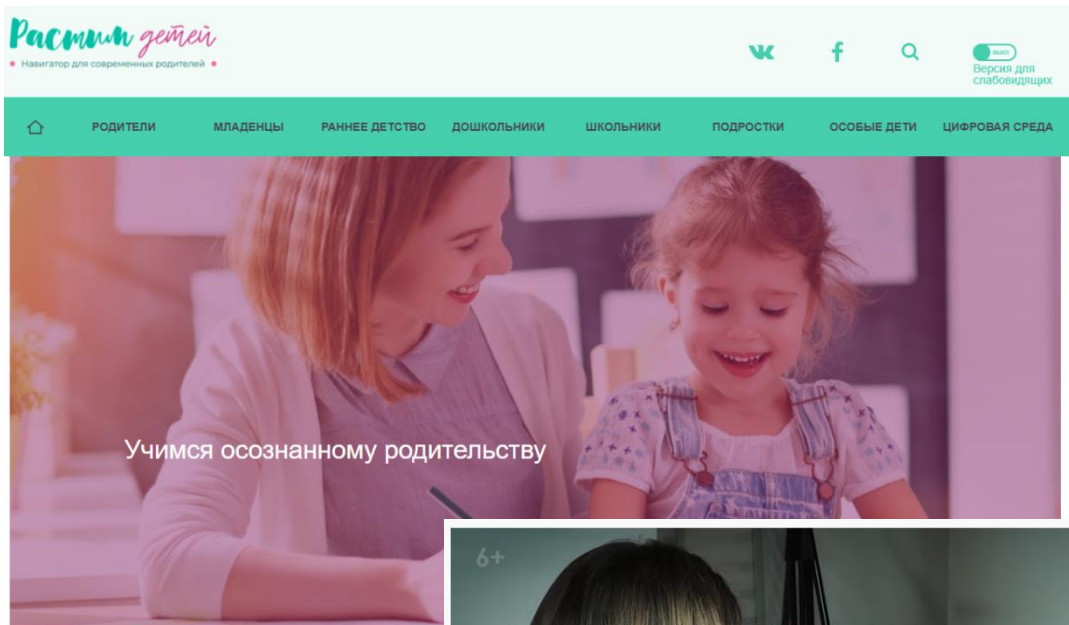 Растим детей
• Навигатор для современных родителей •
f
выкл
Версия для
слабовидящих
РОДИТЕЛИ
МЛАДЕНЦЫ
РАННЕЕ ДЕТСТВО
ДОШКОЛЬНИКИ
ШКОЛЬНИКИ
ПОДРОСТКИ
ОСОБЫЕ ДЕТИ
ЦИФРОВАЯ СРЕДА
Учимся осознанному родительству
6+